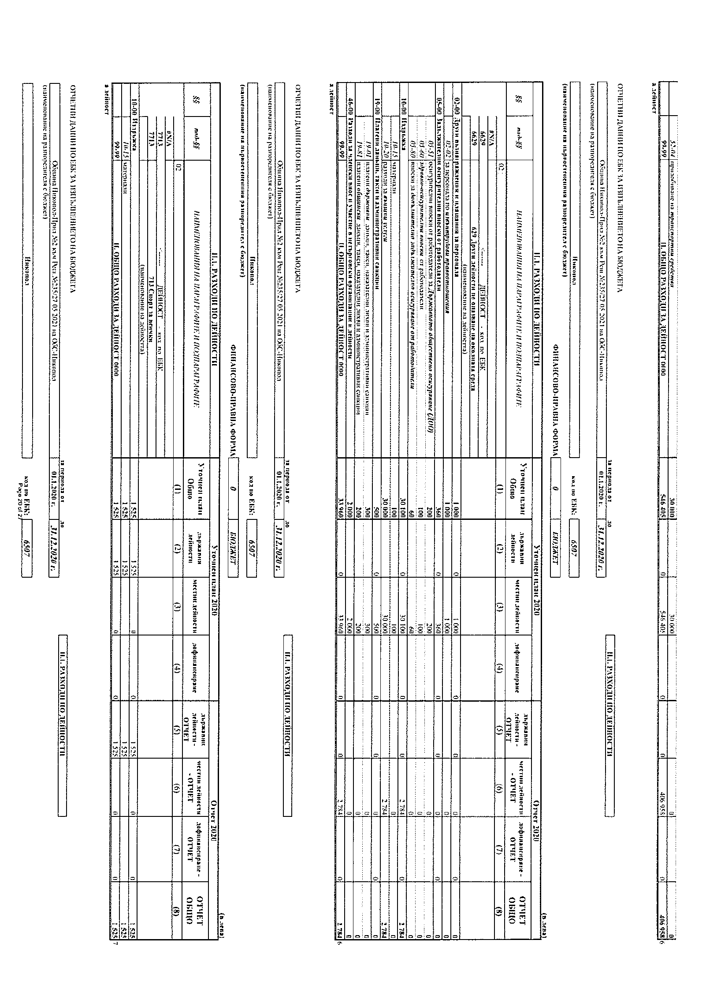 52-04 придобиване на транспортни средства 30 000 30 000 0 0
99-99 II. ОБЩО РАЗХОДИ ЗА ДЕЙНОСТ 0000 546 405 0 546 405 0 0 406 958 0 406 958 6
а дейност
ОТЧЕТНИ ДАННИ ПО ЕБК ЗА ИЗПЪЛНЕНИЕТО НА БЮДЖЕТА
за периода от до
II.1. РАЗХОДИ ПО ДЕЙНОСТИ
Община Никопол-Прил №2 към Реш №235/27 05 2021 на ОбС-Никопол 01.1.2020 г. 31.12.2020 г.
(наименование на разпоредителя с бюджет)
Никопол код по ЕБК: 6507
(наименование на първостепенния разпоредител с бюджет)
ФИНАНСОВО-ПРАВНА ФОРМА 0 БЮДЖЕТ
(в лева)
II.1. РАЗХОДИ ПО ДЕЙНОСТИ Уточнен план 2020 Отчет 2020
§§ под-§§ НАИМЕНОВАНИЯ НА ПАРАГРАФИТЕ И ПОДПАРАГРАФИТЕ Уточнен план Общо държавни дейности местни дейности дофинансиране държавни дейности - ОТЧЕТ местни дейности - ОТЧЕТ дофинансиране - ОТЧЕТ ОТЧЕТ ОБЩО
02 (1) (2) (3) (4) (5) (6) (7) (8)
#N/A
6629 <------ ДЕЙНОСТ - код по ЕБК
6629 629 Други дейности по опазване на околната среда
(наименование на дейността)
02-00 Други възнаграждения и плащания за персонала 1 000 0 1 000 0 0 0 0 0
02-02 за персонала по извънтрудови правоотношения 1 000 1 000 0 0
05-00 Задължителни осигурителни вноски от работодатели 360 0 360 0 0 0 0 0
05-51 осигурителни вноски от работодатели за Държавното обществено осигуряване (ДОО) 200 200 0 0
05-60 здравно-осигурителни вноски от работодатели 100 100 0 0
05-80 вноски за допълнително задължително осигуряване от работодатели 60 60 0 0
10-00 Издръжка 30 100 0 30 100 0 0 2 784 0 2 784
10-15 материали 100 100 0 0
10-20 разходи за външни услуги 30 000 30 000 2 784 2 784
19-00 Платени данъци, такси и административни санкции 500 0 500 0 0 0 0 0
19-01 платени държавни данъци, такси, наказателни лихви и административни санкции 300 300 0 0
19-81 платени общински данъци, такси, наказателни лихви и административни санкции 200 200 0 0
46-00 Разходи за членски внос и участие в нетърговски организации и дейности 2 000 2 000 0 0
99-99 II. ОБЩО РАЗХОДИ ЗА ДЕЙНОСТ 0000 33 960 0 33 960 0 0 2 784 0 2 784 6
а дейност
ОТЧЕТНИ ДАННИ ПО ЕБК ЗА ИЗПЪЛНЕНИЕТО НА БЮДЖЕТА
за периода от до
II.1. РАЗХОДИ ПО ДЕЙНОСТИ
Община Никопол-Прил №2 към Реш №235/27 05 2021 на ОбС-Никопол 01.1.2020 г. 31.12.2020 г.
(наименование на разпоредителя с бюджет)
Никопол код по ЕБК: 6507
(наименование на първостепенния разпоредител с бюджет)
ФИНАНСОВО-ПРАВНА ФОРМА 0 БЮДЖЕТ
(в лева)
II.1. РАЗХОДИ ПО ДЕЙНОСТИ Уточнен план 2020 Отчет 2020
§§ под-§§ НАИМЕНОВАНИЯ НА ПАРАГРАФИТЕ И ПОДПАРАГРАФИТЕ Уточнен план Общо държавни дейности местни дейности дофинансиране държавни дейности - ОТЧЕТ местни дейности - ОТЧЕТ дофинансиране - ОТЧЕТ ОТЧЕТ ОБЩО
02 (1) (2) (3) (4) (5) (6) (7) (8)
#N/A
7713 <------ ДЕЙНОСТ - код по ЕБК
7713 713 Спорт за всички
(наименование на дейността)
10-00 Издръжка 1 525 1 525 0 0 1 525 0 0 1 525
10-15 материали 1 525 1 525 1 525 1 525
99-99 II. ОБЩО РАЗХОДИ ЗА ДЕЙНОСТ 0000 1 525 1 525 0 0 1 525 0 0 1 525 7
а дейност
ОТЧЕТНИ ДАННИ ПО ЕБК ЗА ИЗПЪЛНЕНИЕТО НА БЮДЖЕТА
за периода от до
II.1. РАЗХОДИ ПО ДЕЙНОСТИ
Община Никопол-Прил №2 към Реш №235/27 05 2021 на ОбС-Никопол 01.1.2020 г. 31.12.2020 г.
(наименование на разпоредителя с бюджет)
Никопол код по ЕБК: 6507
Page 20 of 27